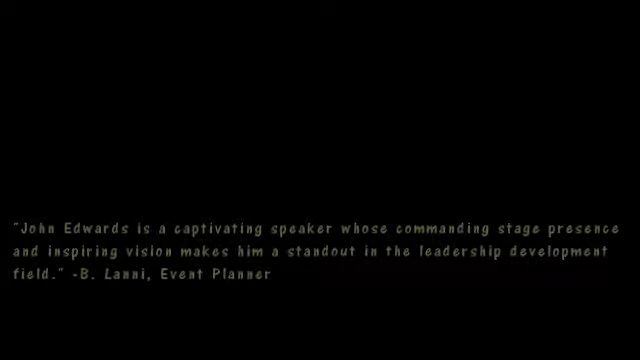 "John Edwards is a captivating speaker whose commanding stage presence
and inspiring vision makes him a standout in the leadership development
field." -B. Lanni, Event Planner